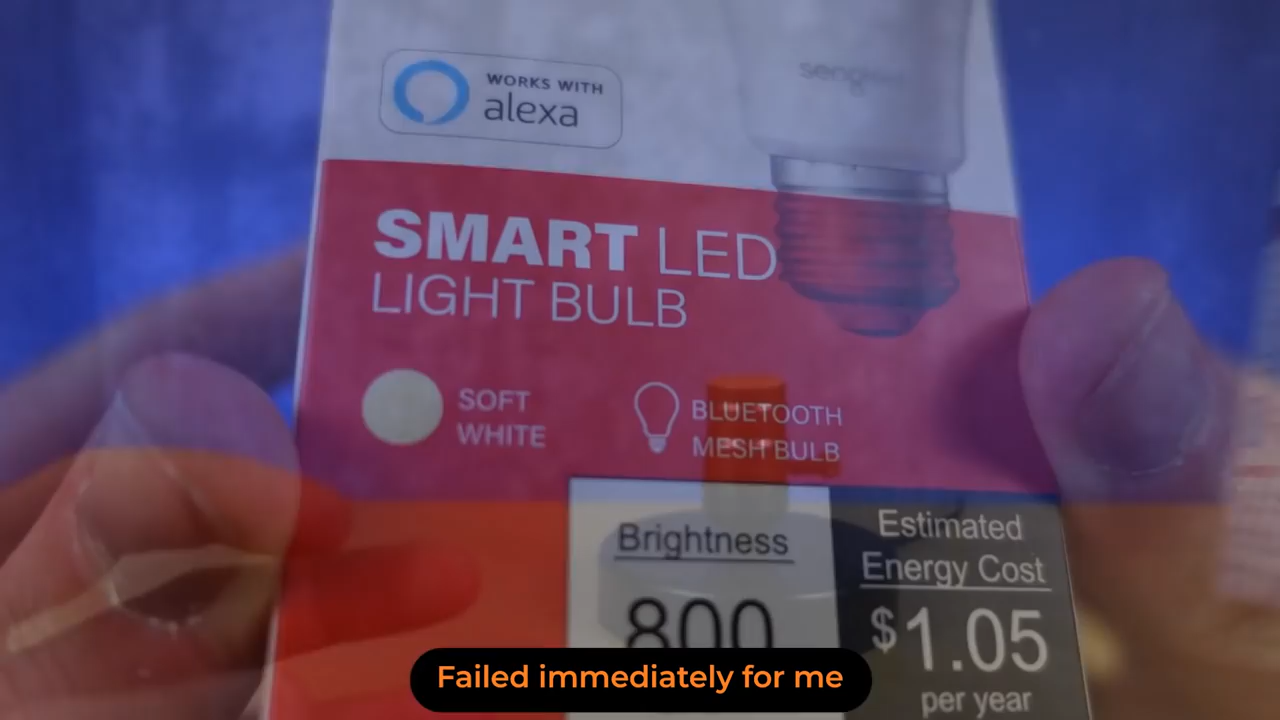 WORKS WITH
alexa
SMART LED
LIGHT BULB
SOFT
WHITE
BLUETOOTH
MESH BULB
Brightness
800
Estimated
Energy Cost
$1.05
per year
Failed immediately for me